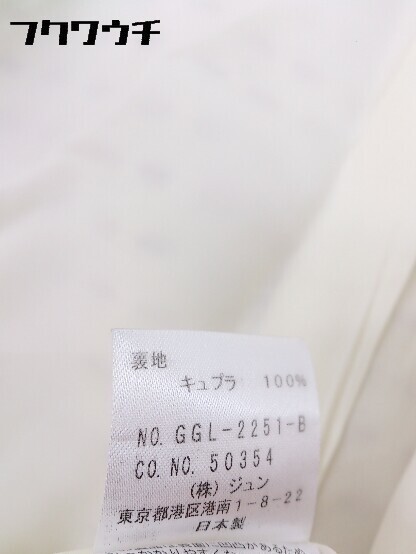 フクワウチ
裏地
キュプラ 100%
NO. GGL-2251-B
CO.NO. 50354
(株) ジュン
東京都港区港南1-8-22
日本製